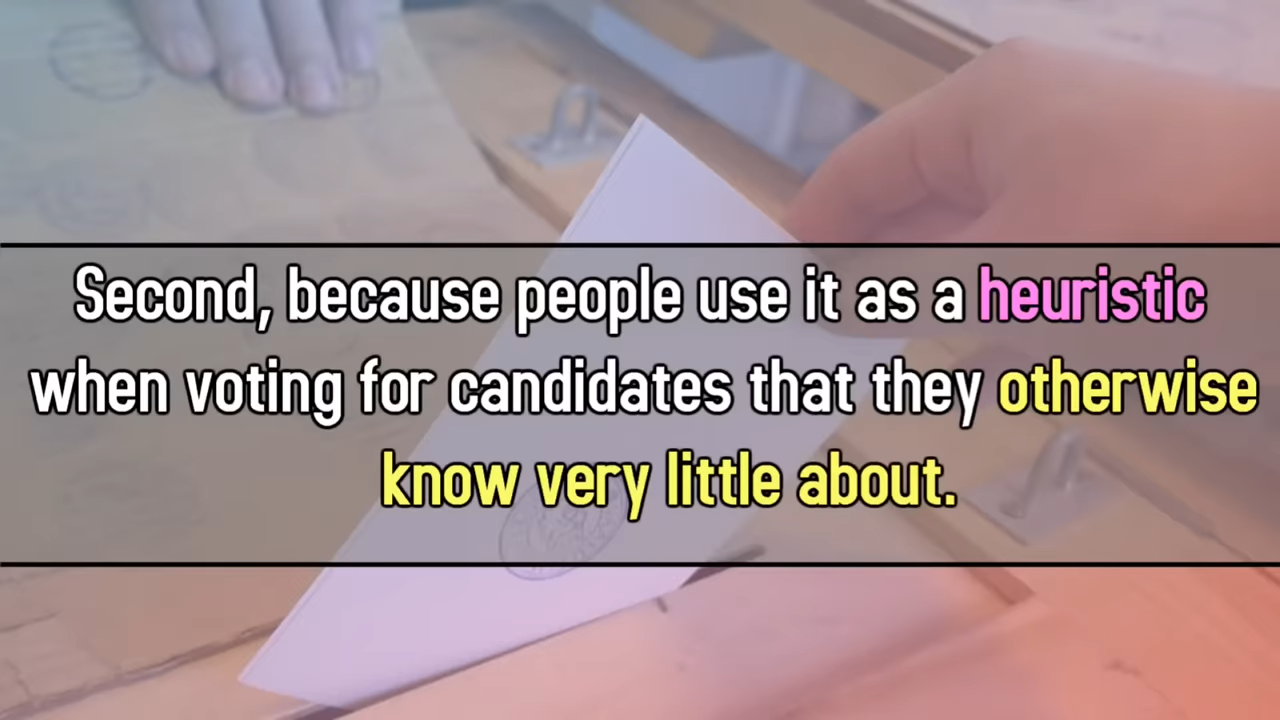 Second, because people use it as a heuristic
when voting for candidates that they otherwise
know very little about.